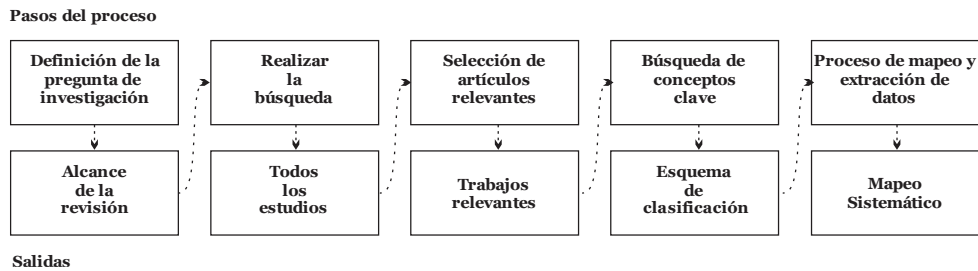 Pasos del proceso
Definición de la
pregunta de
investigación
Realizar
la
búsqueda
Selección de
artículos
relevantes
Búsqueda de
conceptos
clave
Proceso de mapeo y
extracción de
datos
Alcance
de la
revisión
Todos
los
estudios
Trabajos
relevantes
Esquema
de
clasificación
Mapeo
Sistemático
Salidas